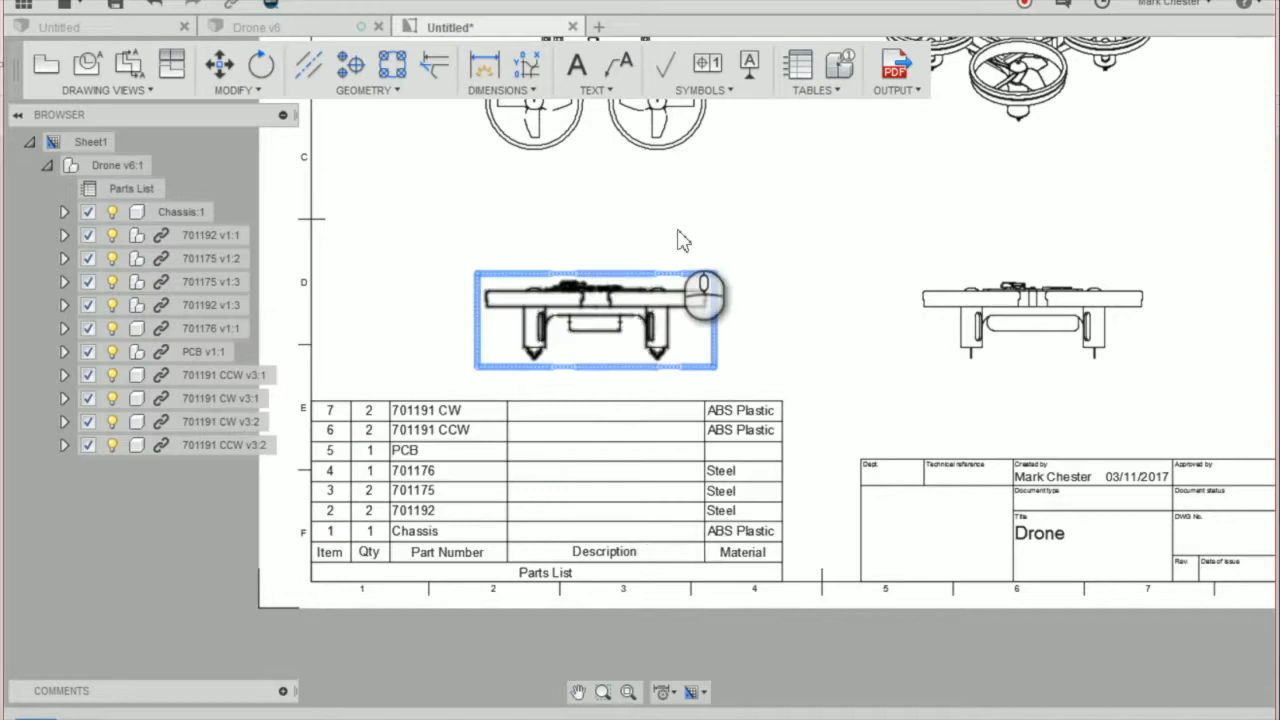 Mark Chester
Untitled
Drone v6
Untitled*
DRAWING VIEWS
MODIFY
GEOMETRY
DIMENSIONS
TEXT
SYMBOLS
TABLES
OUTPUT
PDF
BROWSER
Sheet1
Drone v6:1
Parts List
Chassis:1
701192 v1:1
701175 v1:2
701175 v1:3
701192 v1:3
701176 v1:1
PCB v1:1
701191 CCW v3:1
701191 CW v3:1
701191 CW v3:2
701191 CCW v3:2
C
D
E
F
7 2 701191 CW ABS Plastic
6 2 701191 CCW ABS Plastic
5 1 PCB
4 1 701176 Steel
3 2 701175 Steel
2 2 701192 Steel
1 1 Chassis ABS Plastic
Item Qty Part Number Description Material
Parts List
Dept. Technical reference Created by Approved by
Mark Chester 03/11/2017
Document type Document status
Title DWG No.
Drone
Rev. Date of issue
1 2 3 4 5 6 7
COMMENTS